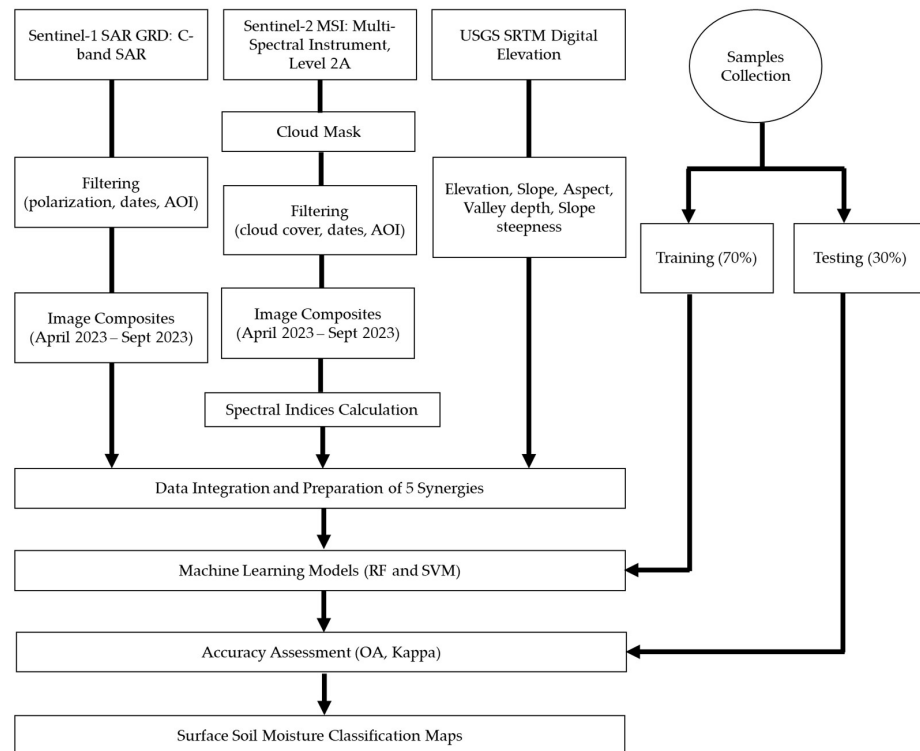 Sentinel-1 SAR GRD: C-
band SAR
Sentinel-2 MSI: Multi-
Spectral Instrument,
Level 2A
USGS SRTM Digital
Elevation
Samples
Collection
Cloud Mask
Filtering
(polarization, dates, AOI)
Filtering
(cloud cover, dates, AOI)
Elevation, Slope, Aspect,
Valley depth, Slope
steepness
Training (70%)
Testing (30%)
Image Composites
(April 2023 – Sept 2023)
Image Composites
(April 2023 – Sept 2023)
Spectral Indices Calculation
Data Integration and Preparation of 5 Synergies
Machine Learning Models (RF and SVM)
Accuracy Assessment (OA, Kappa)
Surface Soil Moisture Classification Maps